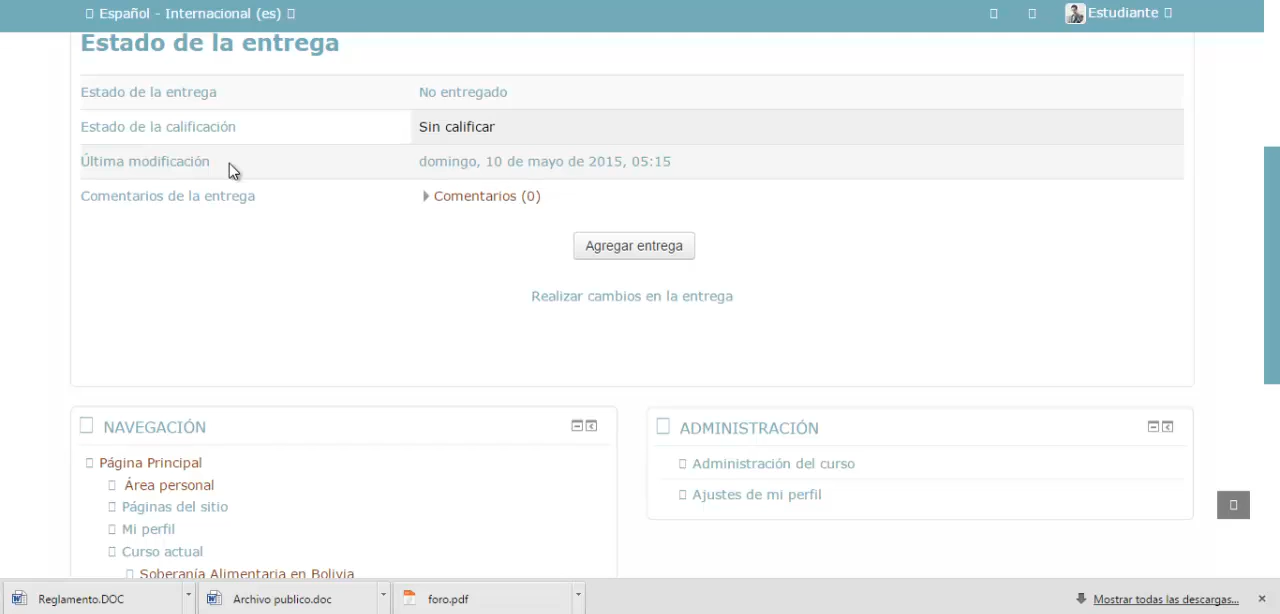 Español - Internacional (es)
Estudiante
Estado de la entrega
Estado de la entrega No entregado
Estado de la calificación Sin calificar
Última modificación domingo, 10 de mayo de 2015, 05:15
Comentarios de la entrega Comentarios (0)
Agregar entrega
Realizar cambios en la entrega
NAVEGACIÓN
Página Principal
Área personal
Páginas del sitio
Mi perfil
Curso actual
Soberanía Alimentaria en Bolivia
ADMINISTRACIÓN
Administración del curso
Ajustes de mi perfil
Reglamento.DOC
Archivo publico.doc
foro.pdf
Mostrar todas las descargas...